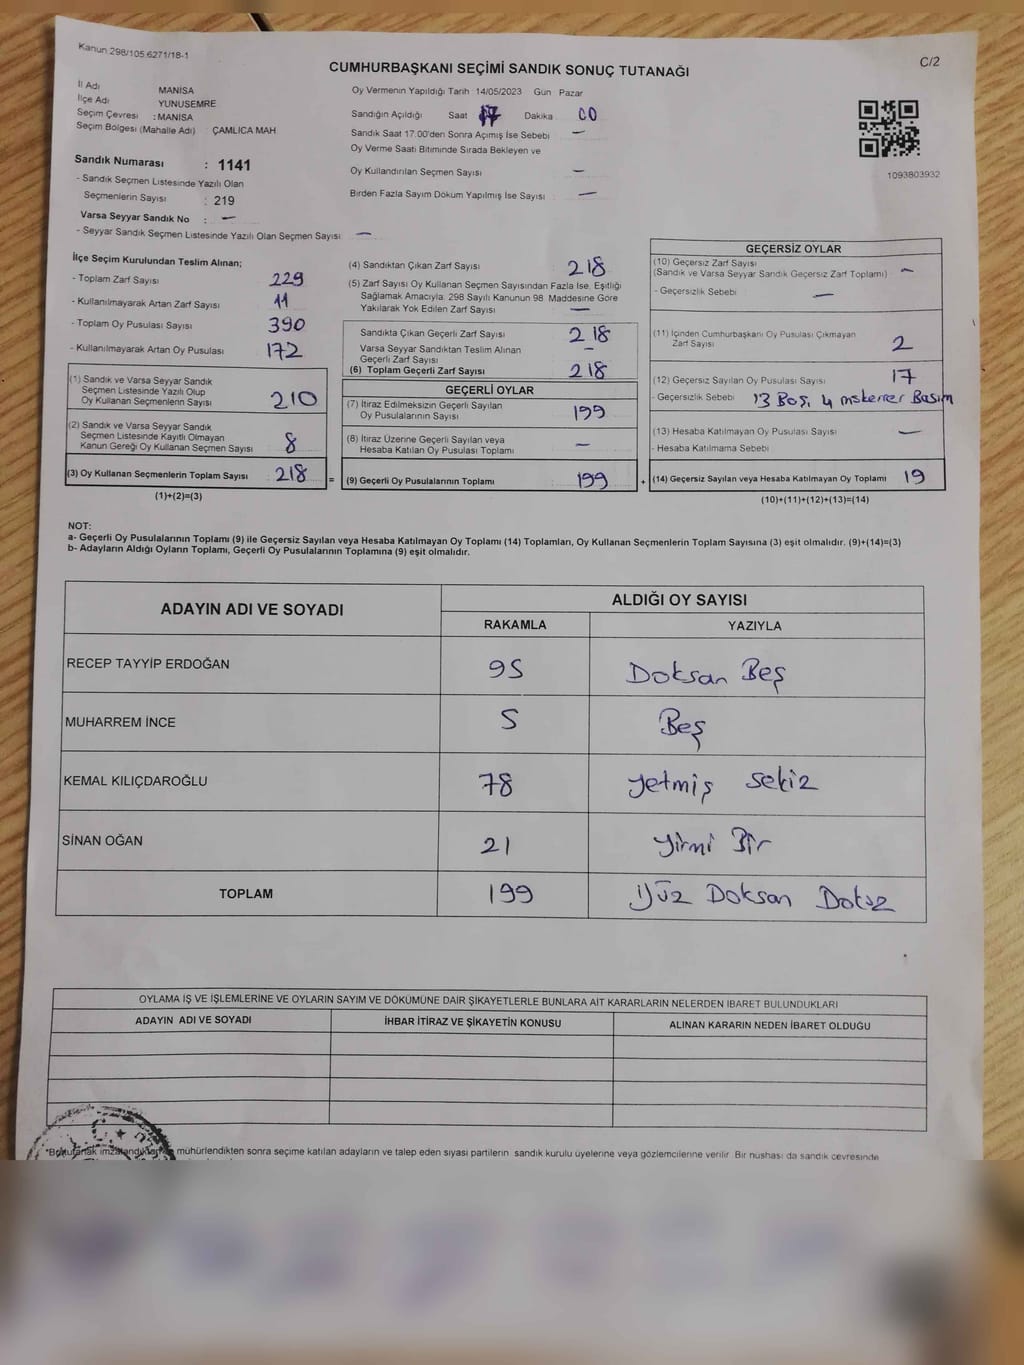 Kanun 298/105.6271/18-1
C/2
CUMHURBAŞKANI SEÇİMİ SANDIK SONUÇ TUTANAĞI
İl Adı MANİSA
İlçe Adı YUNUSEMRE
Seçim Çevresi : MANİSA
Seçim Bölgesi (Mahalle Adı) : ÇAMLICA MAH.
Sandık Numarası : 1141
- Sandık Seçmen Listesinde Yazılı Olan
Seçmenlerin Sayısı : 219
Varsa Seyyar Sandık No : —
- Seyyar Sandık Seçmen Listesinde Yazılı Olan Seçmen Sayısı —
Oy Vermenin Yapıldığı Tarih 14/05/2023 Gün Pazar
Sandığın Açıldığı Saat 17 Dakika 00
Sandık Saat 17:00'den Sonra Açımış İse Sebebi —
Oy Verme Saati Bitiminde Sırada Bekleyen ve
Oy Kullandırılan Seçmen Sayısı —
Birden Fazla Sayım Döküm Yapılmış İse Sayısı —
1093803932
İlçe Seçim Kurulundan Teslim Alınan;
- Toplam Zarf Sayısı 229
- Kullanılmayarak Artan Zarf Sayısı 11
- Toplam Oy Pusulası Sayısı 390
- Kullanılmayarak Artan Oy Pusulası 172
(1) Sandık ve Varsa Seyyar Sandık
Seçmen Listesinde Yazılı Olup
Oy Kullanan Seçmenlerin Sayısı 210
(2) Sandık ve Varsa Seyyar Sandık
Seçmen Listesinde Kayıtlı Olmayan
Kanun Gereği Oy Kullanan Seçmen Sayısı 8
(3) Oy Kullanan Seçmenlerin Toplam Sayısı 218
(1)+(2)=(3)
=
(4) Sandıktan Çıkan Zarf Sayısı 218
(5) Zarf Sayısı Oy Kullanan Seçmen Sayısından Fazla İse, Eşitliği
Sağlamak Amacıyla, 298 Sayılı Kanunun 98 Maddesine Göre
Yakılarak Yok Edilen Zarf Sayısı —
Sandıkta Çıkan Geçerli Zarf Sayısı 218
Varsa Seyyar Sandıktan Teslim Alınan
Geçerli Zarf Sayısı —
(6) Toplam Geçerli Zarf Sayısı 218
GEÇERLİ OYLAR
(7) İtiraz Edilmeksizin Geçerli Sayılan
Oy Pusulalarının Sayısı 199
(8) İtiraz Üzerine Geçerli Sayılan veya
Hesaba Katılan Oy Pusulası Toplamı —
(9) Geçerli Oy Pusulalarının Toplamı 199
+
GEÇERSİZ OYLAR
(10) Geçersiz Zarf Sayısı
(Sandık ve Varsa Seyyar Sandık Geçersiz Zarf Toplamı) —
- Geçersizlik Sebebi —
(11) İçinden Cumhurbaşkanı Oy Pusulası Çıkmayan
Zarf Sayısı 2
(12) Geçersiz Sayılan Oy Pusulası Sayısı 17
- Geçersizlik Sebebi 13 Boş, 4 mskerrer Basım
(13) Hesaba Katılmayan Oy Pusulası Sayısı —
- Hesaba Katılmama Sebebi
(14) Geçersiz Sayılan veya Hesaba Katılmayan Oy Toplamı 19
(10)+(11)+(12)+(13)=(14)
NOT:
a- Geçerli Oy Pusulalarının Toplamı (9) ile Geçersiz Sayılan veya Hesaba Katılmayan Oy Toplamı (14) Toplamları, Oy Kullanan Seçmenlerin Toplam Sayısına (3) eşit olmalıdır. (9)+(14)=(3)
b- Adayların Aldığı Oyların Toplamı, Geçerli Oy Pusulalarının Toplamına (9) eşit olmalıdır.
ADAYIN ADI VE SOYADI
ALDIĞI OY SAYISI
RAKAMLA YAZIYLA
RECEP TAYYİP ERDOĞAN 95 Doksan Beş
MUHARREM İNCE 5 Beş
KEMAL KILIÇDAROĞLU 78 Yetmiş sekiz
SİNAN OĞAN 21 Yirmi Bir
TOPLAM 199 Yüz Doksan Dokuz
OYLAMA İŞ VE İŞLEMLERİNE VE OYLARIN SAYIM VE DÖKÜMÜNE DAİR ŞİKAYETLERLE BUNLARA AİT KARARLARIN NELERDEN İBARET BULUNDUKLARI
ADAYIN ADI VE SOYADI İHBAR İTİRAZ VE ŞİKAYETİN KONUSU ALINAN KARARIN NEDEN İBARET OLDUĞU
mühürlendikten sonra seçime katılan adayların ve talep eden siyasi partilerin sandık kurulu üyelerine veya gözlemcilerine verilir. Bir nüshası da sandık çevresinde